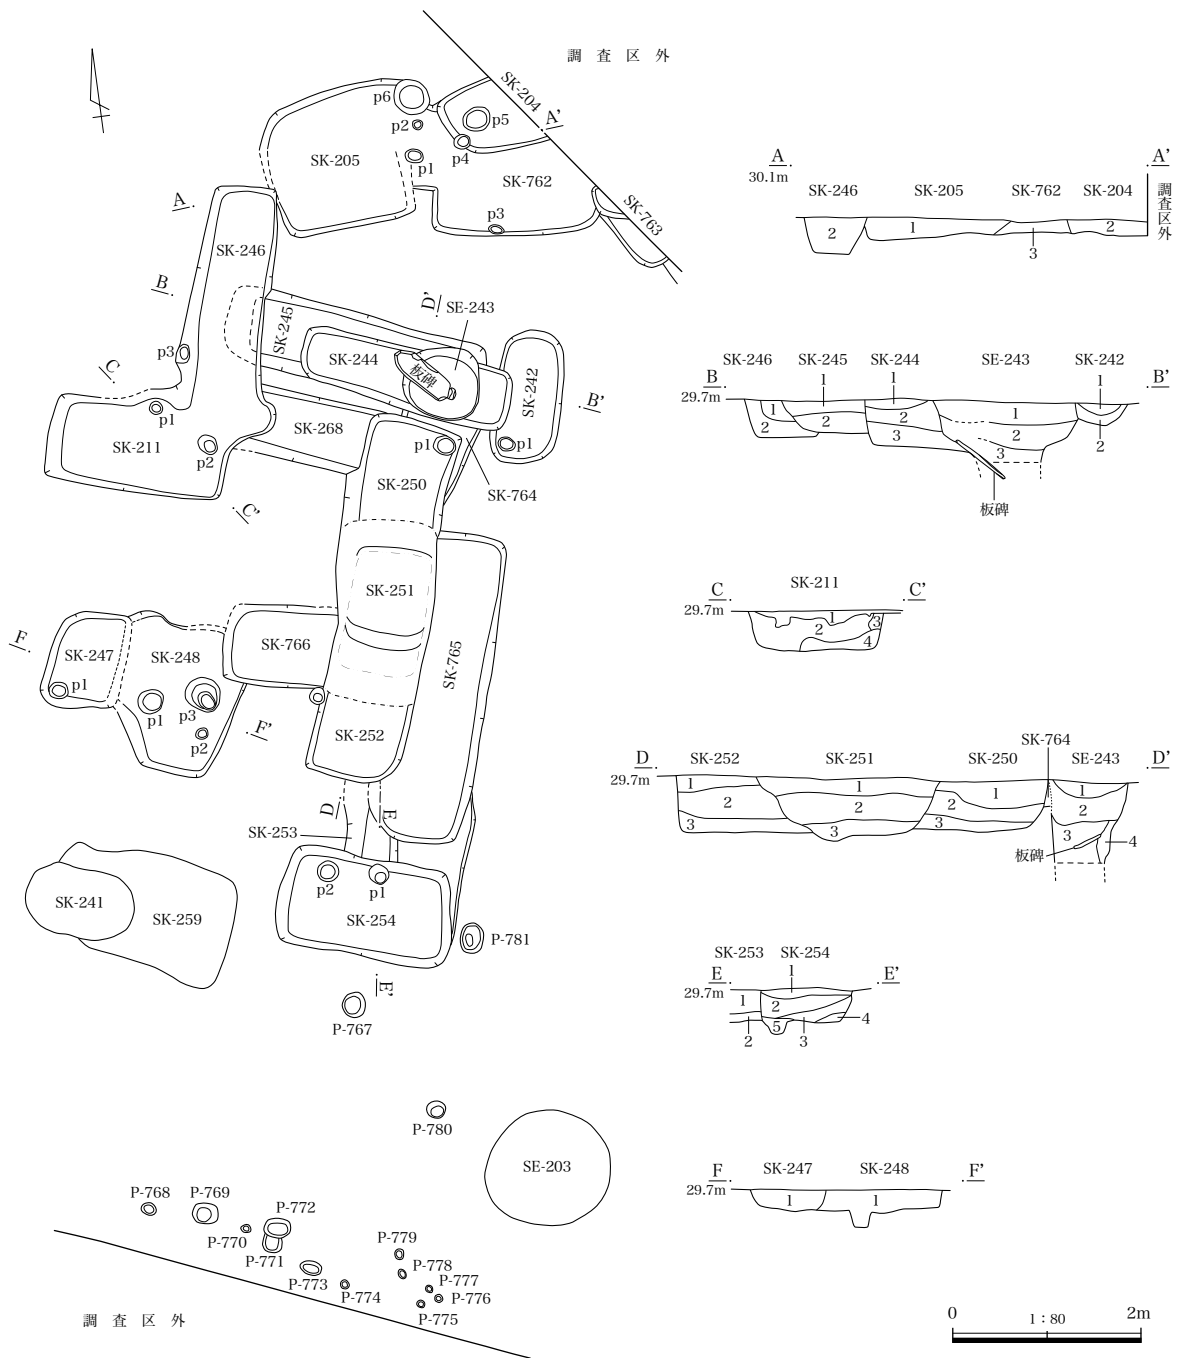 調査区外
SK-204
A'
p6
p5
p2
p4
SK-205
p1
SK-762
p3
SK-763
A
SK-246
B
SK-245
D'
SE-243
SK-244
板碑
SK-242
B'
p3
C
p1
SK-211
p2
SK-268
p1
p1
SK-250
SK-764
C'
SK-251
F
SK-247
SK-248
SK-766
SK-765
p1
p1
p3
p2
F'
SK-252
D
E
SK-253
p2
p1
SK-254
SK-241
SK-259
P-781
E'
P-767
P-780
SE-203
P-768
P-769
P-772
P-770
P-771
P-773
P-774
P-779
P-778
P-777
P-776
P-775
調査区外
A
A'
30.1m
SK-246
SK-205
SK-762
SK-204
調査区外
2
1
2
3
SK-246
SK-245
SK-244
SE-243
SK-242
B
B'
29.7m
1
1
1
1
1
2
2
2
2
2
3
3
板碑
SK-211
C
C'
29.7m
1
2
3
4
SK-764
D
SK-252
SK-251
SK-250
SE-243
D'
29.7m
1
1
1
1
2
2
2
2
3
3
3
3
4
板碑
SK-253
SK-254
E
1
E'
29.7m
1
2
4
5
2
3
F
SK-247
SK-248
F'
29.7m
1
1
0
1：80
2m